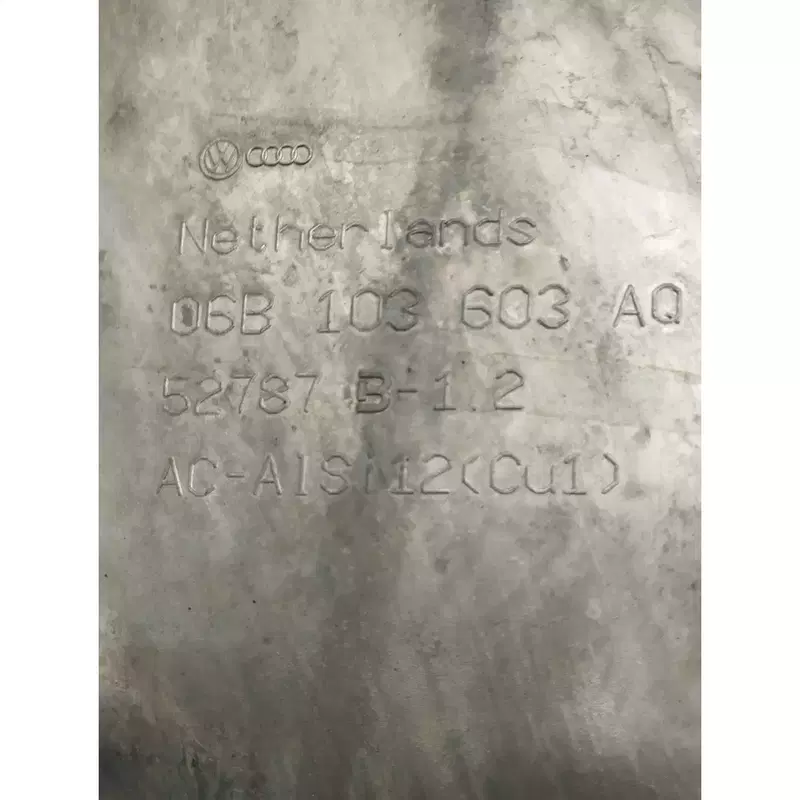 Netherlands
06B 103 603 AQ
52787 B-1.2
AC-AlSi12(Cu1)